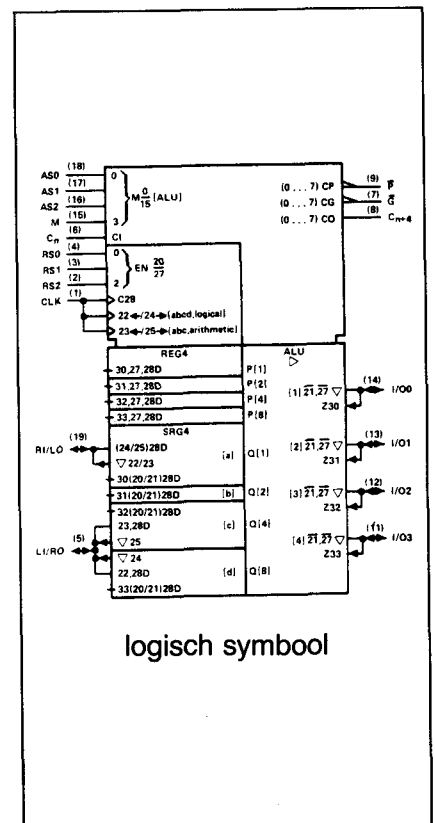 (18)
AS0 0
(17)
AS1
(16)
AS2 M 0/15 [ALU]
(15)
M 3
(6)
Cn CI
(4)
RS0 0
(3)
RS1 EN 20/27
(2)
RS2 2
(1)
CLK C28
22←/24→[abcd,logical]
23←/25→[abc,arithmetic]
(0 ... 7) CP (9) P̅
(0 ... 7) CG (7) G̅
(0 ... 7) CO (8) Cn+4
REG4 ALU
▷
30,27,28D P[1]
31,27,28D P[2]
32,27,28D P[4]
33,27,28D P[8]
SRG4
RI/LO (19) (24/25)28D [a] Q[1]
▽ 22/23
30(20/21)28D
31(20/21)28D [b] Q[2]
32(20/21)28D
23,28D [c] Q[4]
LI/RO (5) ▽ 25
▽ 24
22,28D [d] Q[8]
33(20/21)28D
[1] 2̅1̅,2̅7̅ ▽ (14) I/O0
Z30
[2] 2̅1̅,2̅7̅ ▽ (13) I/O1
Z31
[3] 2̅1̅,2̅7̅ ▽ (12) I/O2
Z32
[4] 2̅1̅,2̅7̅ ▽ (11) I/O3
Z33
logisch symbool